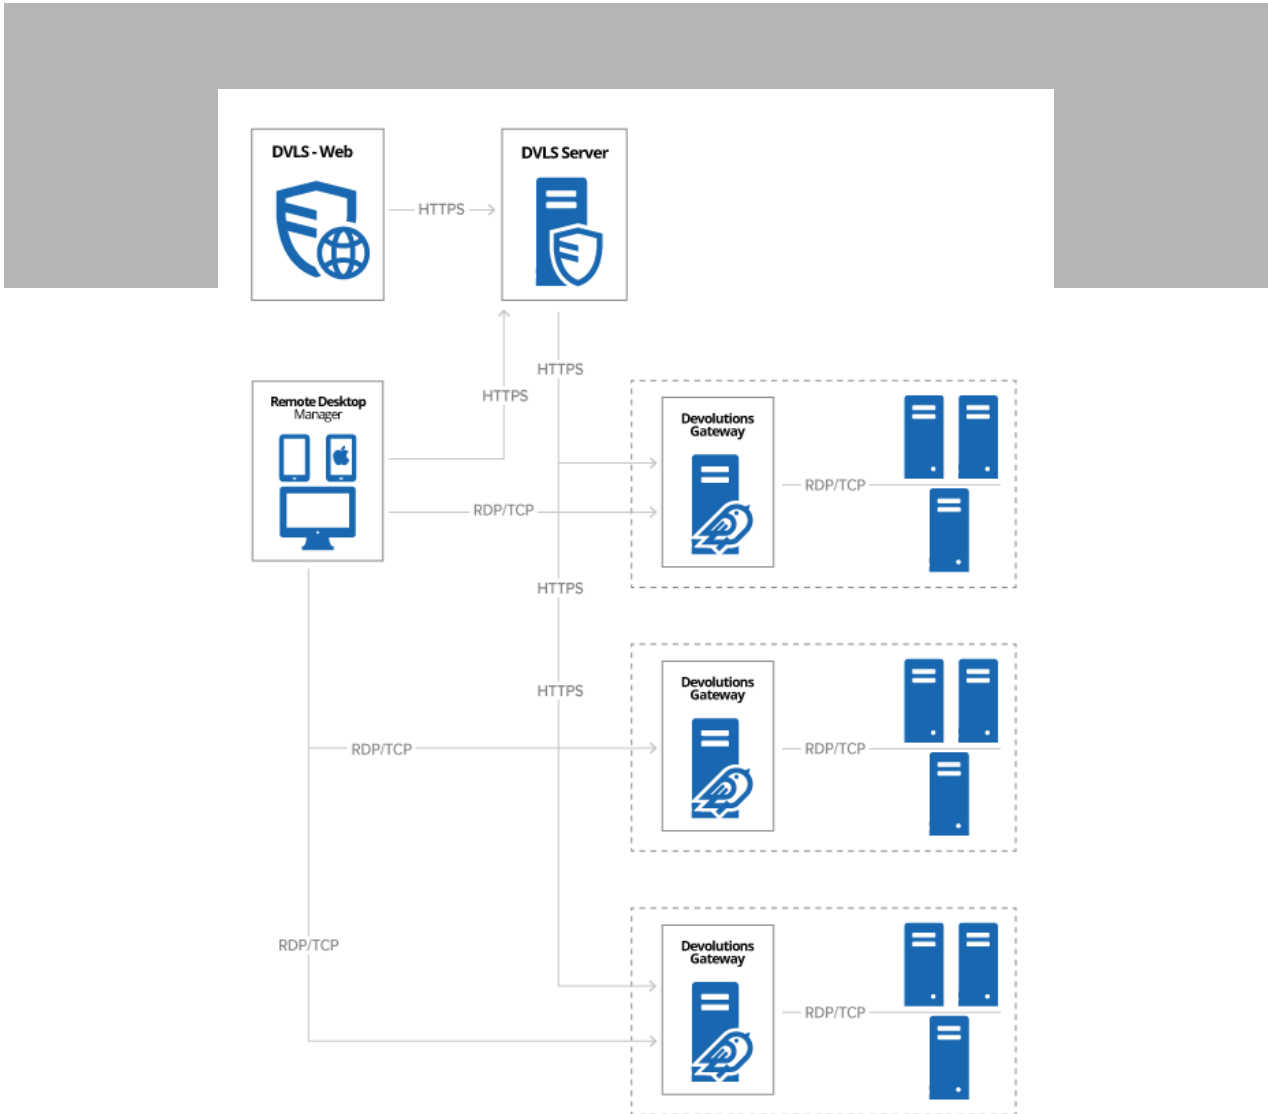 DVLS - Web
DVLS Server
HTTPS
HTTPS
HTTPS
Remote Desktop
Manager
Devolutions
Gateway
RDP/TCP
RDP/TCP
HTTPS
Devolutions
Gateway
HTTPS
RDP/TCP
RDP/TCP
Devolutions
Gateway
RDP/TCP
RDP/TCP